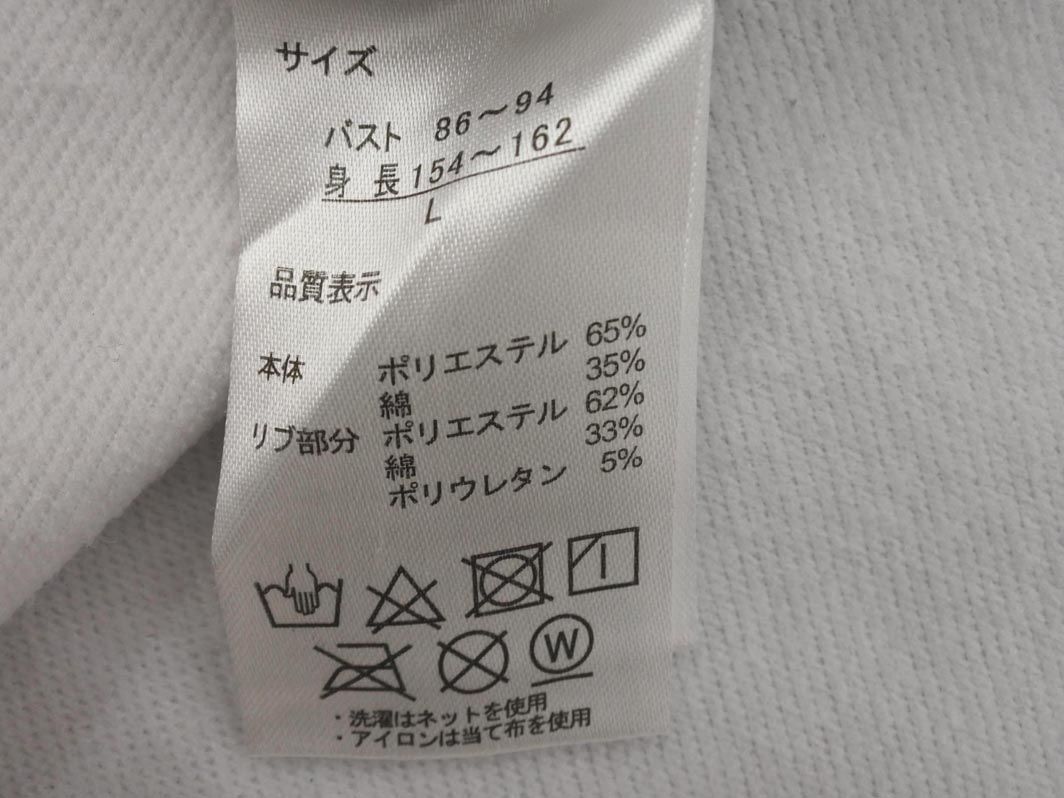 サイズ
バスト 86～94
身 長 154～162
L
品質表示
本体 ポリエステル 65%
綿 35%
リブ部分 ポリエステル 62%
綿 33%
ポリウレタン 5%
W
・洗濯はネットを使用
・アイロンは当て布を使用